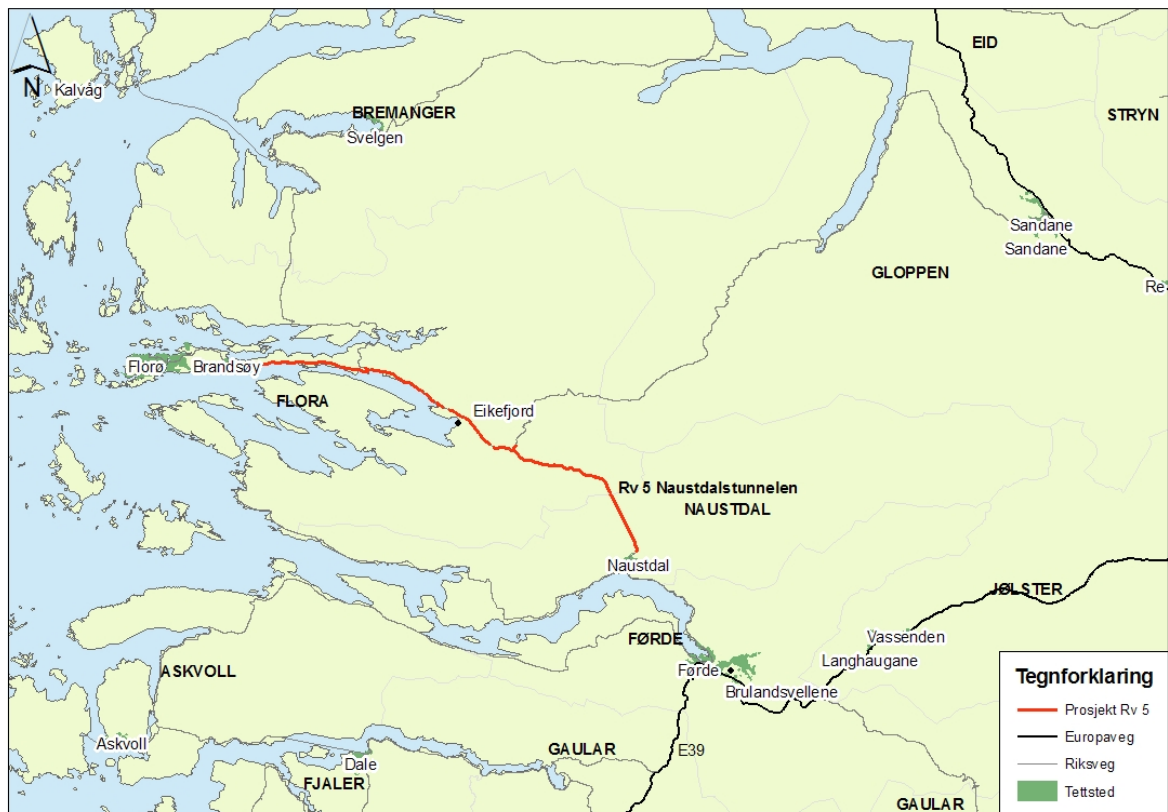 EID
N
Kalvåg
BREMANGER
Svelgen
STRYN
Sandane
Sandane
GLOPPEN
Re
Florø
Brandsøy
FLORA
Eikefjord
Rv 5 Naustdalstunnelen
NAUSTDAL
Naustdal
JØLSTER
FØRDE
Vassenden
Langhaugane
Førde
Brulandsvellene
ASKVOLL
Askvoll
Dale
FJALER
GAULAR
E39
GAULAR
Tegnforklaring
Prosjekt Rv 5
Europaveg
Riksveg
Tettsted